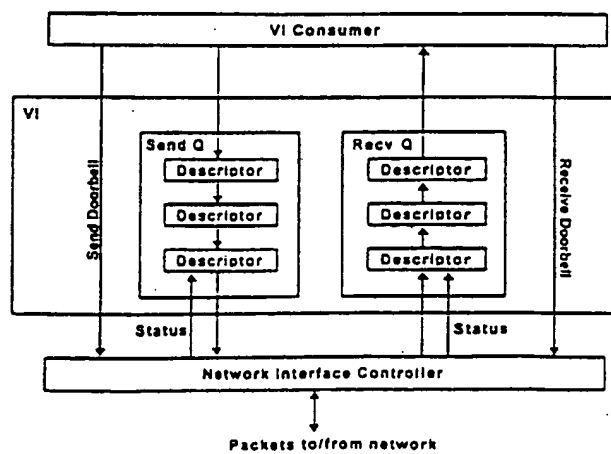 VI Consumer
VI
Send Q
Recv Q
Descriptor
Descriptor
Descriptor
Descriptor
Descriptor
Descriptor
Send Doorbell
Receive Doorbell
Status
Status
Network Interface Controller
Packets to/from network